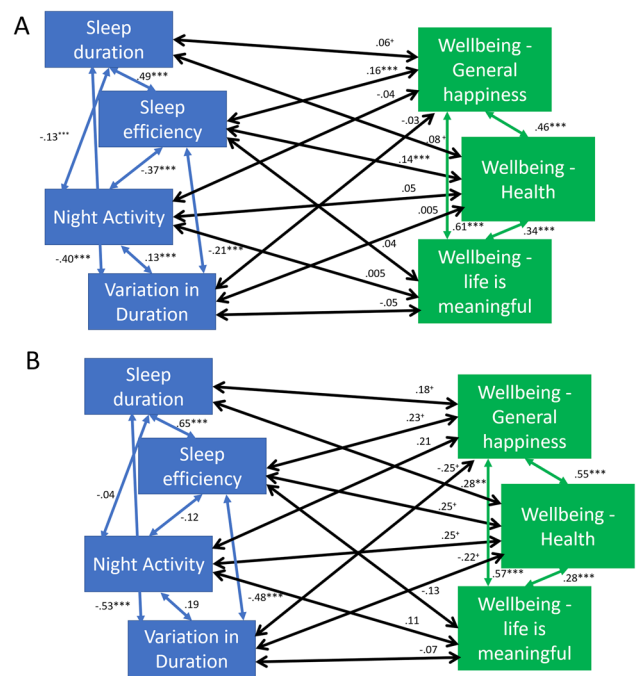 A
Sleep
duration
Wellbeing -
General
happiness
.06⁺
.16***
.49***
-.04
Sleep
efficiency
-.03
.46***
-.13***
.08⁺
.14***
Wellbeing -
Health
-.37***
.05
.005
Night Activity
.61***
.34***
-.21***
.04
Wellbeing -
life is
meaningful
-.40***
.13***
.005
Variation in
Duration
-.05
B
Sleep
duration
Wellbeing -
General
happiness
.18⁺
.23⁺
.65***
.21
Sleep
efficiency
-.25⁺
.55***
.28**
-.04
.25⁺
Wellbeing -
Health
-.12
.25⁺
-.22⁺
Night Activity
.57***
.28***
-.48***
-.13
Wellbeing -
life is
meaningful
-.53***
.19
.11
Variation in
Duration
-.07